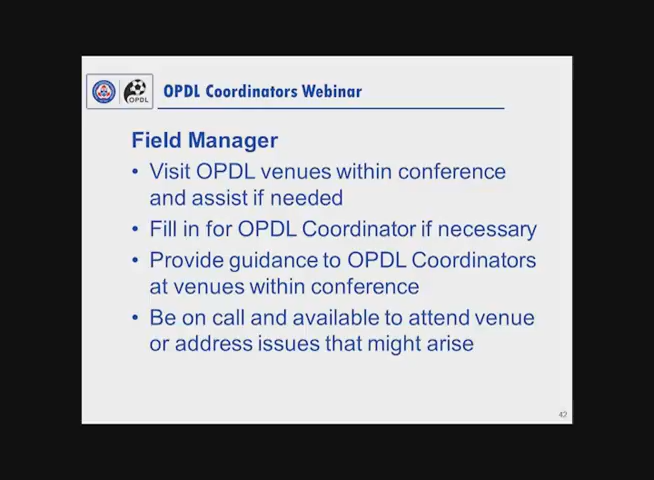 OPDL
OPDL Coordinators Webinar
Field Manager
• Visit OPDL venues within conference
and assist if needed
• Fill in for OPDL Coordinator if necessary
• Provide guidance to OPDL Coordinators
at venues within conference
• Be on call and available to attend venue
or address issues that might arise
42